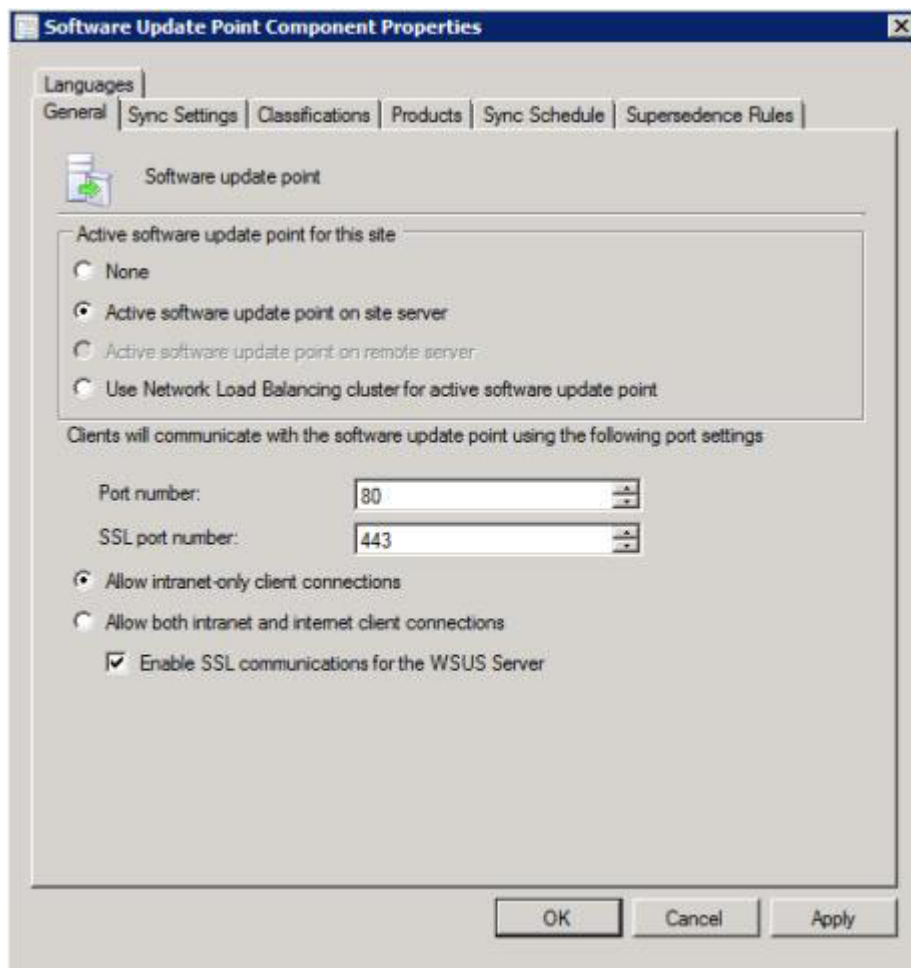 Software Update Point Component Properties
Languages
General Sync Settings Classifications Products Sync Schedule Supersedence Rules
Software update point
Active software update point for this site
None
Active software update point on site server
Active software update point on remote server
Use Network Load Balancing cluster for active software update point
Clients will communicate with the software update point using the following port settings
Port number: 80
SSL port number: 443
Allow intranet-only client connections
Allow both intranet and internet client connections
Enable SSL communications for the WSUS Server
OK Cancel Apply